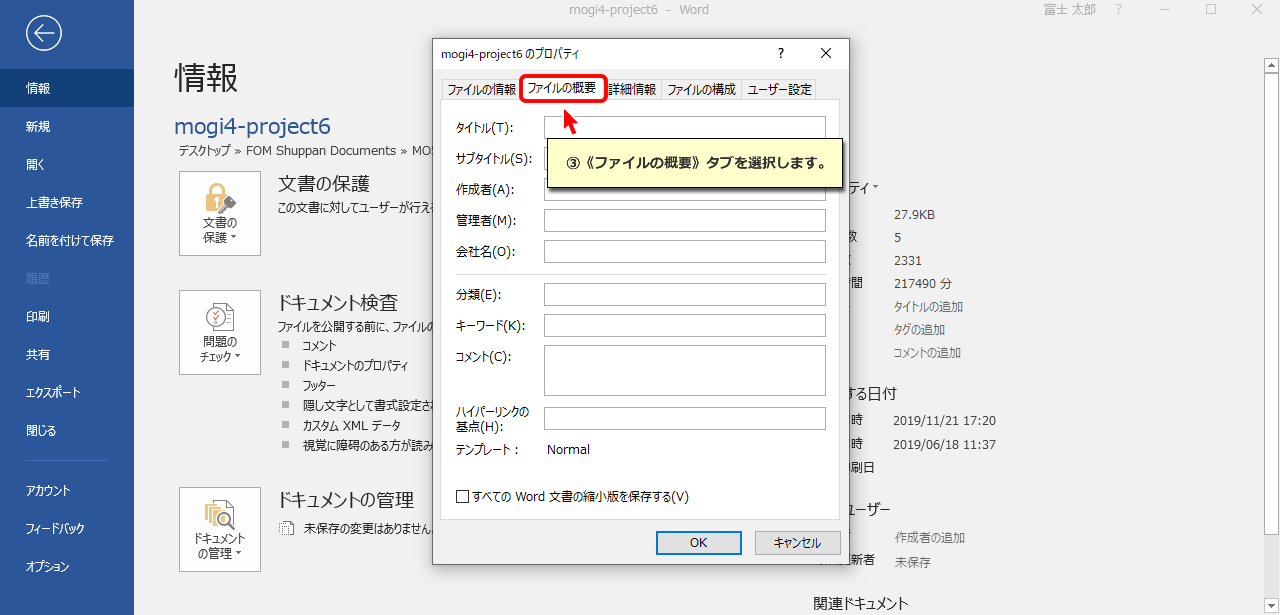 mogi4-project6 - Word
富士 太郎
?
情報
新規
開く
上書き保存
名前を付けて保存
履歴
印刷
共有
エクスポート
閉じる
アカウント
フィードバック
オプション
情報
mogi4-project6
デスクトップ » FOM Shuppan Documents » MOS
文書の
保護
文書の保護
この文書に対してユーザーが行え
問題の
チェック
ドキュメント検査
ファイルを公開する前に、ファイルの
コメント
ドキュメントのプロパティ
フッター
隠し文字として書式設定さ
カスタム XML データ
視覚に障碍のある方が読み
ドキュメント
の管理
ドキュメントの管理
未保存の変更はありません。
mogi4-project6 のプロパティ
?
ファイルの情報
ファイルの概要
詳細情報
ファイルの構成
ユーザー設定
タイトル(T):
サブタイトル(S):
③《ファイルの概要》タブを選択します。
作成者(A):
管理者(M):
会社名(O):
分類(E):
キーワード(K):
コメント(C):
ハイパーリンクの
基点(H):
テンプレート： Normal
すべての Word 文書の縮小版を保存する(V)
OK
キャンセル
ティ
27.9KB
数 5
2331
時間 217490 分
タイトルの追加
タグの追加
コメントの追加
する日付
時 2019/11/21 17:20
時 2019/06/18 11:37
刷日
ユーザー
作成者の追加
更新者 未保存
関連ドキュメント